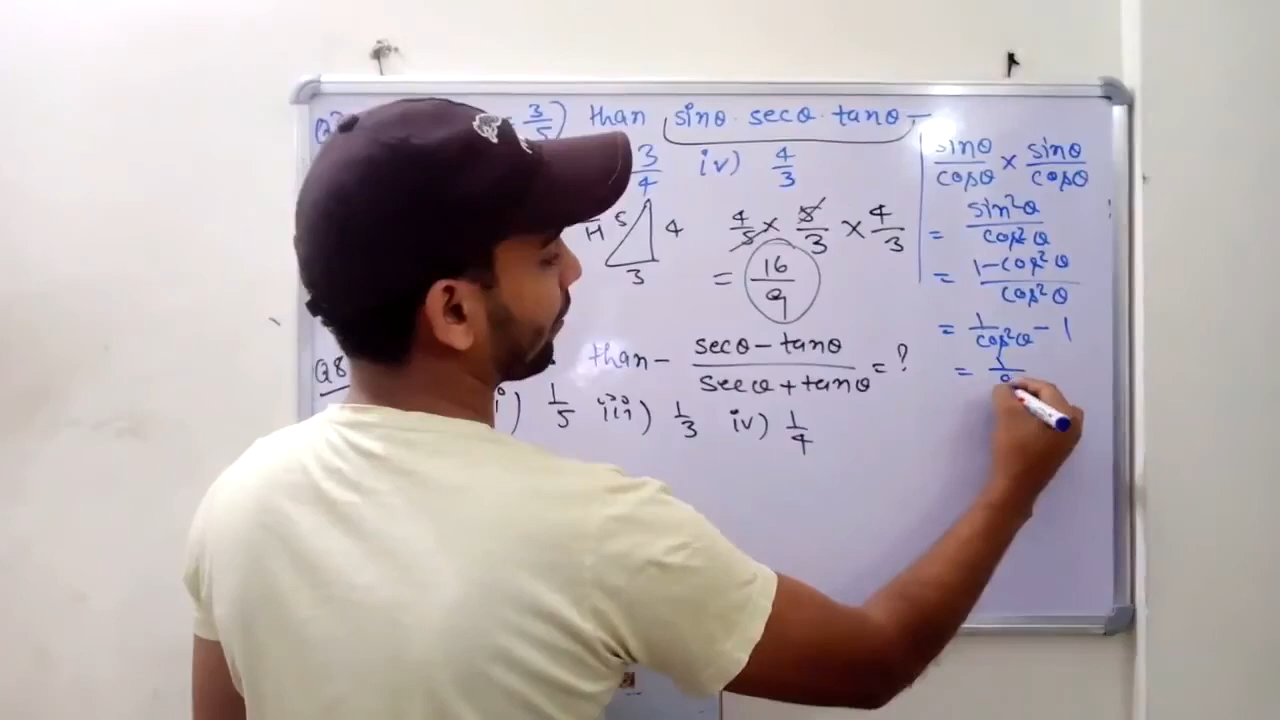 Q7 3/5) than sinθ · secθ · tanθ =
3/4 iv) 4/3
H 5 4 3
4/5 × 5/3 × 4/3
= 16/9
Q8 than - secθ - tanθ / secθ + tanθ = ?
i) 1/5 iii) 1/3 iv) 1/4
sinθ/cosθ × sinθ/cosθ
= sin²θ/cos²θ
= 1-cos²θ/cos²θ
= 1/cos²θ - 1
=